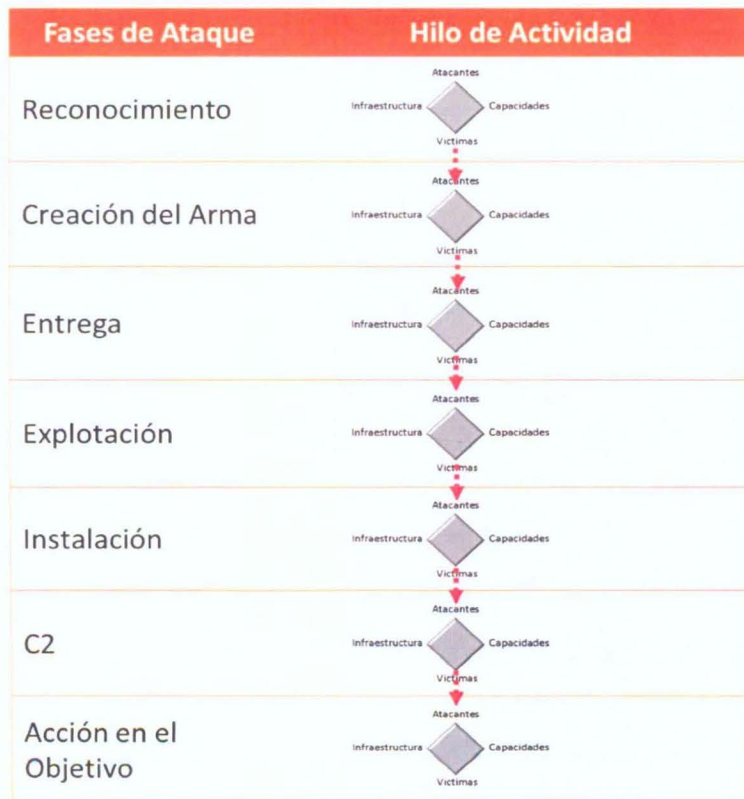 Fases de Ataque Hilo de Actividad
Atacantes
Reconocimiento Infraestructura Capacidades
Victimas
Atacantes
Creación del Arma Infraestructura Capacidades
Victimas
Atacantes
Entrega Infraestructura Capacidades
Victimas
Atacantes
Explotación Infraestructura Capacidades
Victimas
Atacantes
Instalación Infraestructura Capacidades
Victimas
Atacantes
C2 Infraestructura Capacidades
Victimas
Atacantes
Acción en el
Objetivo Infraestructura Capacidades
Victimas